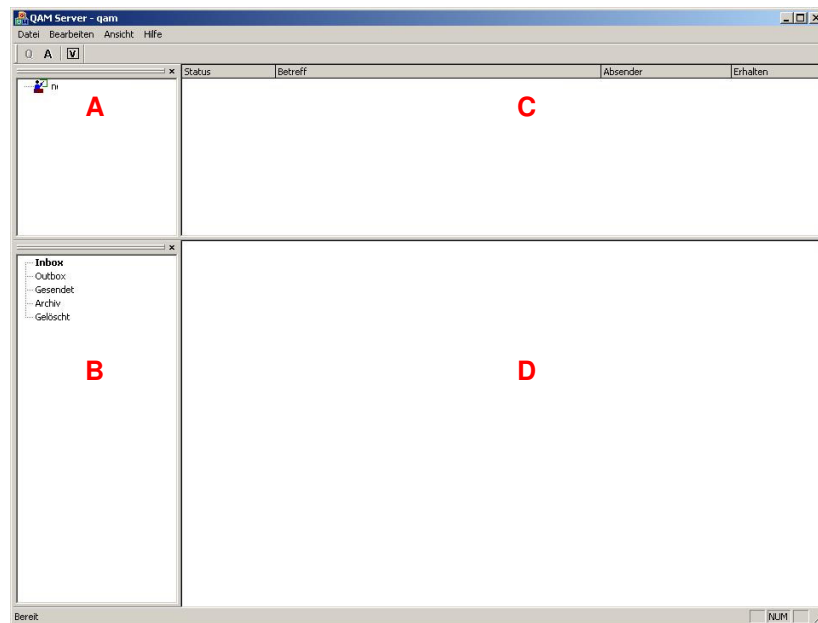 QAM Server - qam
Datei Bearbeiten Ansicht Hilfe
Q A V
Status Betreff Absender Erhalten
A
C
Inbox
Outbox
Gesendet
Archiv
Gelöscht
B
D
Bereit
NUM